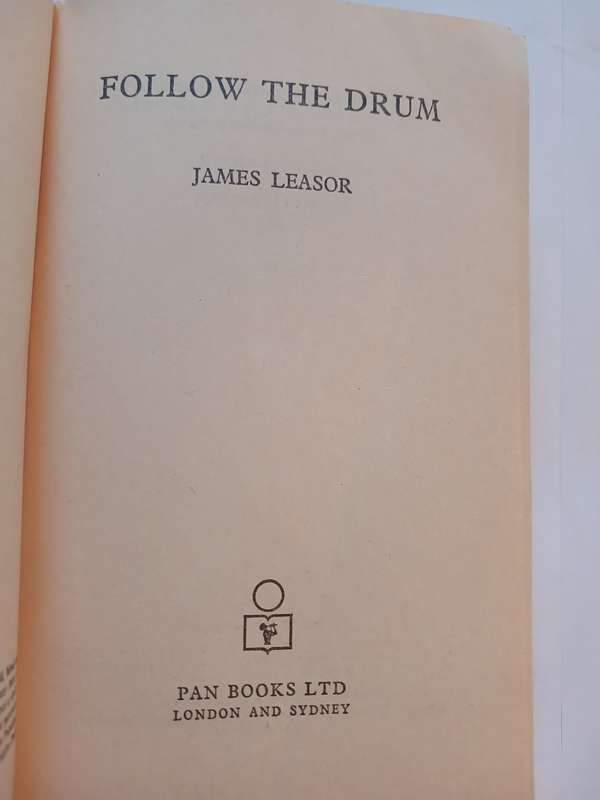 FOLLOW THE DRUM
JAMES LEASOR
PAN BOOKS LTD
LONDON AND SYDNEY